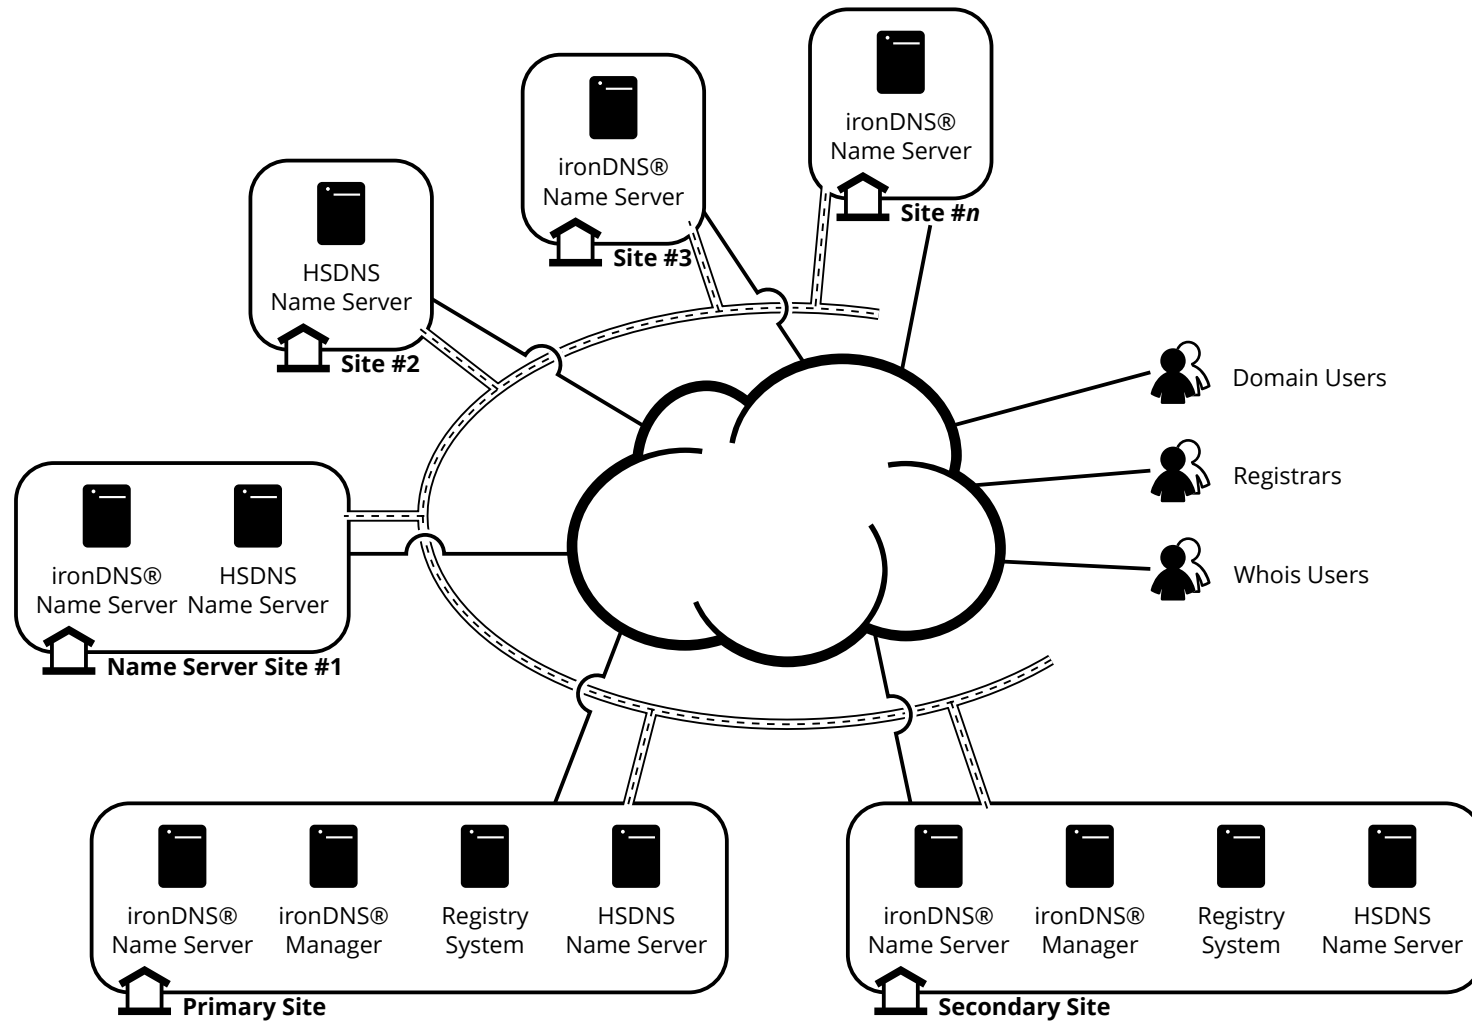 ironDNS®
Name Server
Site #n
ironDNS®
Name Server
Site #3
HSDNS
Name Server
Site #2
Domain Users
Registrars
Whois Users
ironDNS®
Name Server
HSDNS
Name Server
Name Server Site #1
ironDNS®
Name Server
ironDNS®
Manager
Registry
System
HSDNS
Name Server
Primary Site
ironDNS®
Name Server
ironDNS®
Manager
Registry
System
HSDNS
Name Server
Secondary Site